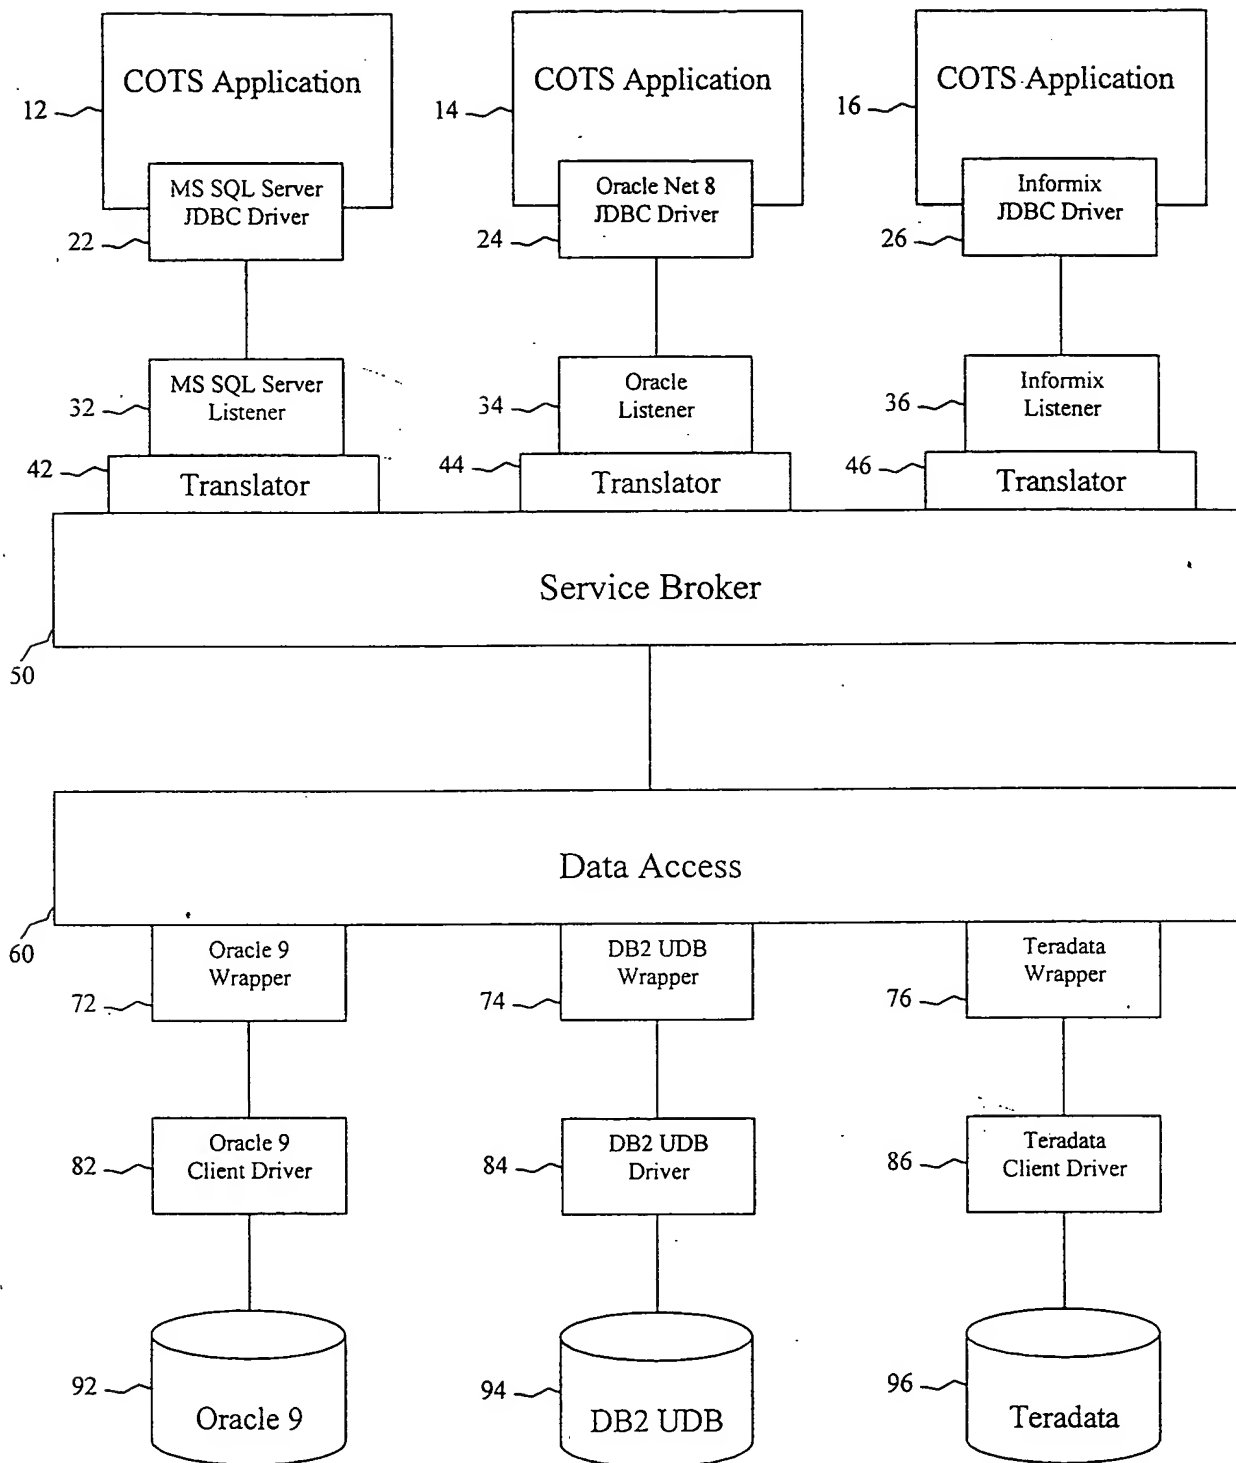 COTS Application
COTS Application
COTS Application
12
14
16
MS SQL Server
JDBC Driver
Oracle Net 8
JDBC Driver
Informix
JDBC Driver
22
24
26
MS SQL Server
Listener
Oracle
Listener
Informix
Listener
32
34
36
42
44
46
Translator
Translator
Translator
Service Broker
50
Data Access
60
Oracle 9
Wrapper
DB2 UDB
Wrapper
Teradata
Wrapper
72
74
76
Oracle 9
Client Driver
DB2 UDB
Driver
Teradata
Client Driver
82
84
86
92
94
96
Oracle 9
DB2 UDB
Teradata